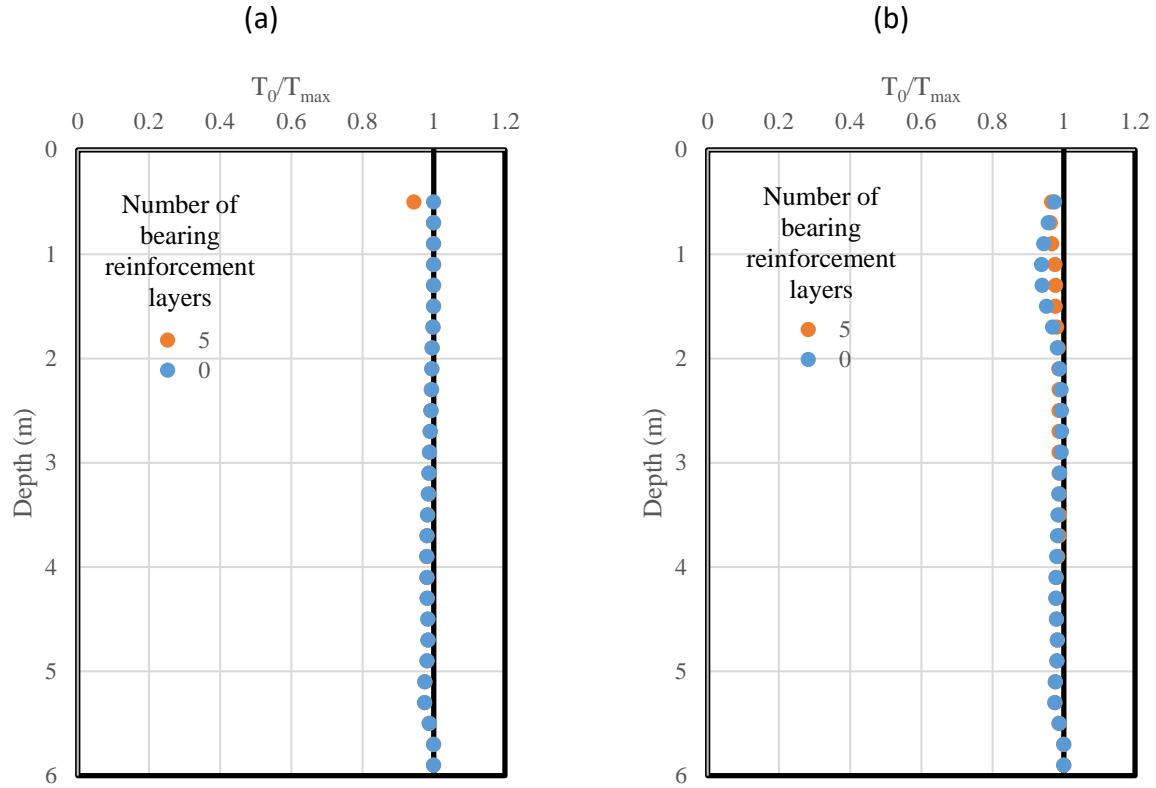 (a)
T0/Tmax
0 0.2 0.4 0.6 0.8 1 1.2
0
1
2
3
4
5
6
Depth (m)
Number of
bearing
reinforcement
layers
5
0
(b)
T0/Tmax
0 0.2 0.4 0.6 0.8 1 1.2
0
1
2
3
4
5
6
Depth (m)
Number of
bearing
reinforcement
layers
5
0